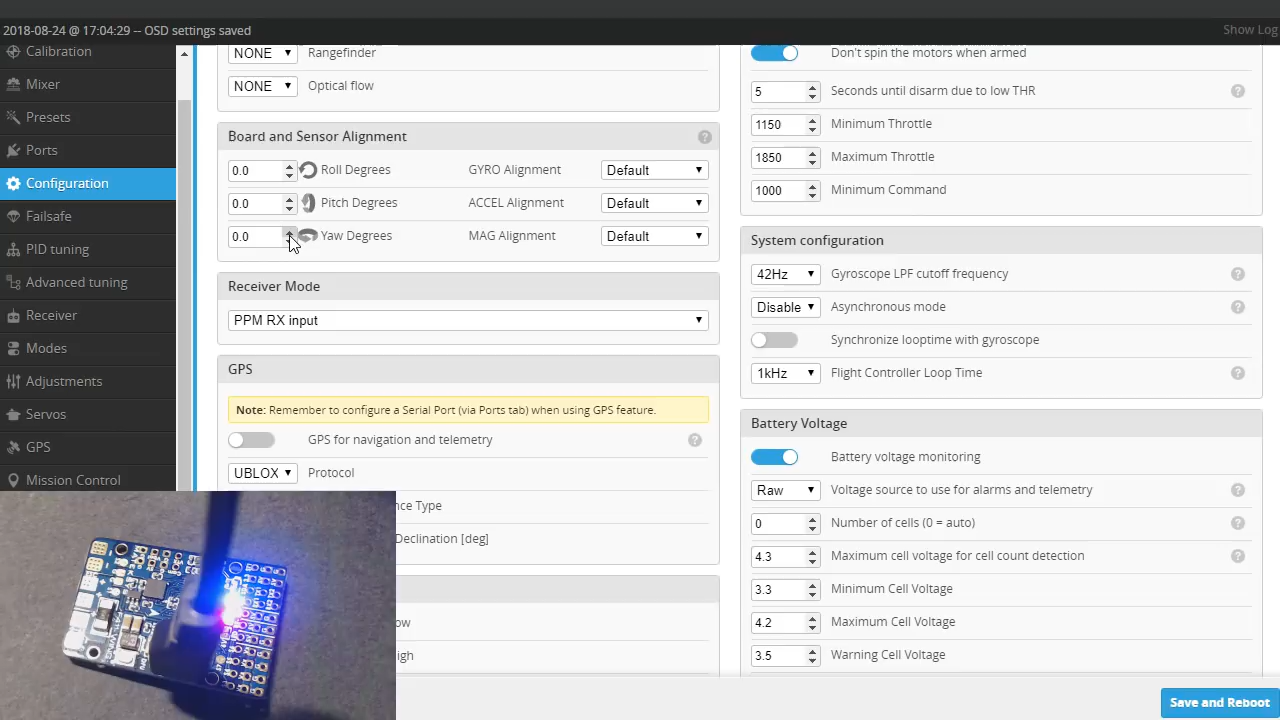 2018-08-24 @ 17:04:29 -- OSD settings saved
Show Log
Calibration
Mixer
Presets
Ports
Configuration
Failsafe
PID tuning
Advanced tuning
Receiver
Modes
Adjustments
Servos
GPS
Mission Control
NONE Rangefinder
NONE Optical flow
Board and Sensor Alignment
0.0 Roll Degrees GYRO Alignment Default
0.0 Pitch Degrees ACCEL Alignment Default
0.0 Yaw Degrees MAG Alignment Default
Receiver Mode
PPM RX input
GPS
Note: Remember to configure a Serial Port (via Ports tab) when using GPS feature.
GPS for navigation and telemetry
UBLOX Protocol
nce Type
Declination [deg]
ow
igh
Don't spin the motors when armed
5 Seconds until disarm due to low THR
1150 Minimum Throttle
1850 Maximum Throttle
1000 Minimum Command
System configuration
42Hz Gyroscope LPF cutoff frequency
Disable Asynchronous mode
Synchronize looptime with gyroscope
1kHz Flight Controller Loop Time
Battery Voltage
Battery voltage monitoring
Raw Voltage source to use for alarms and telemetry
0 Number of cells (0 = auto)
4.3 Maximum cell voltage for cell count detection
3.3 Minimum Cell Voltage
4.2 Maximum Cell Voltage
3.5 Warning Cell Voltage
Save and Reboot